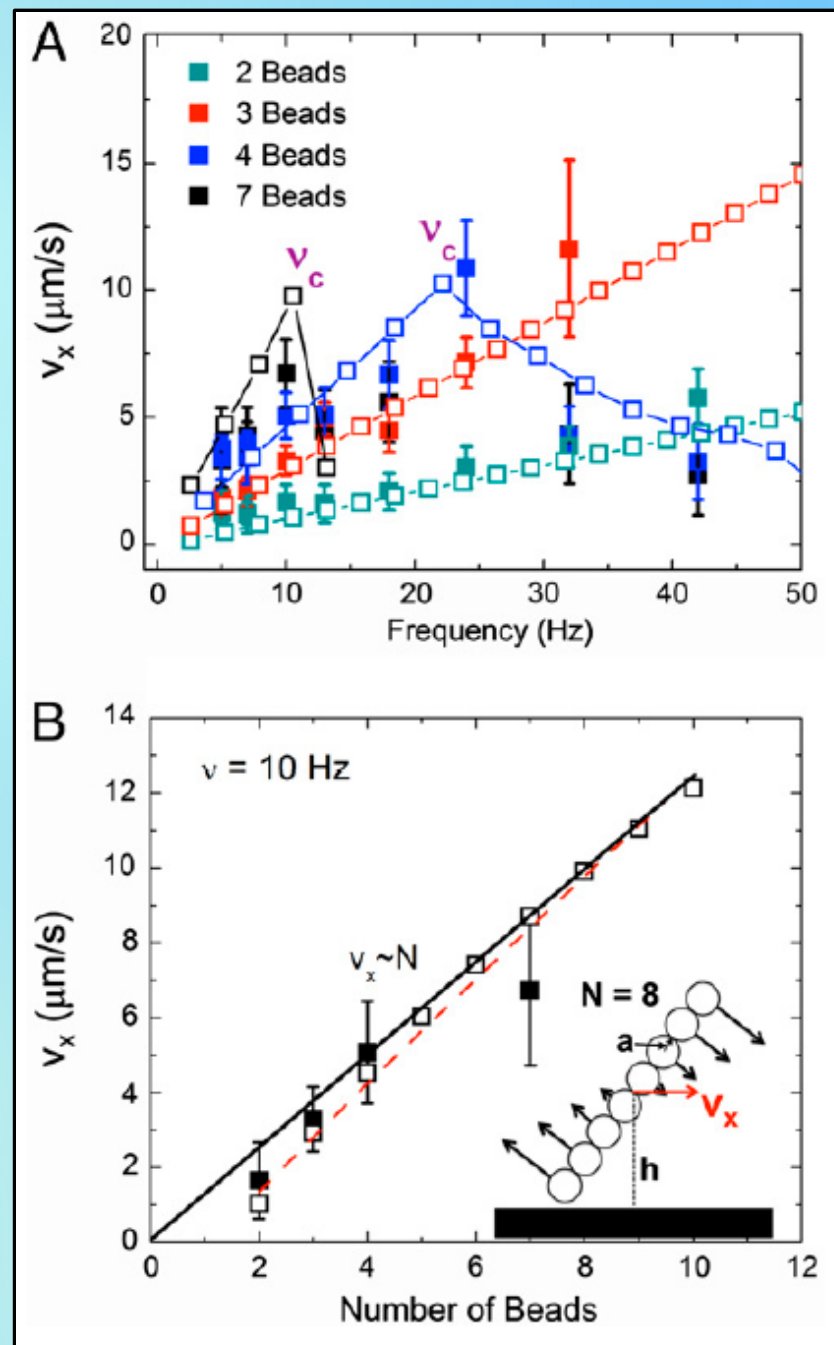 A
20
15
10
5
0
2 Beads
3 Beads
4 Beads
7 Beads
νc
νc
vx (μm/s)
0 10 20 30 40 50
Frequency (Hz)
B
14
12
10
8
6
4
2
0
ν = 10 Hz
vx~N
N = 8
a
Vx
h
vx (μm/s)
0 2 4 6 8 10 12
Number of Beads